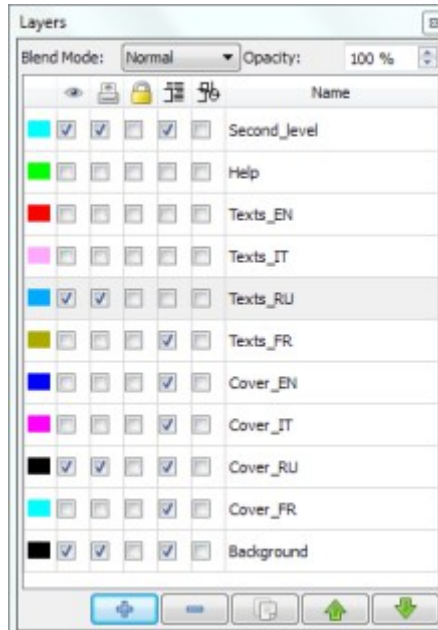 Layers
Blend Mode: Normal Opacity: 100 %
Name
Second_level
Help
Texts_EN
Texts_IT
Texts_RU
Texts_FR
Cover_EN
Cover_IT
Cover_RU
Cover_FR
Background